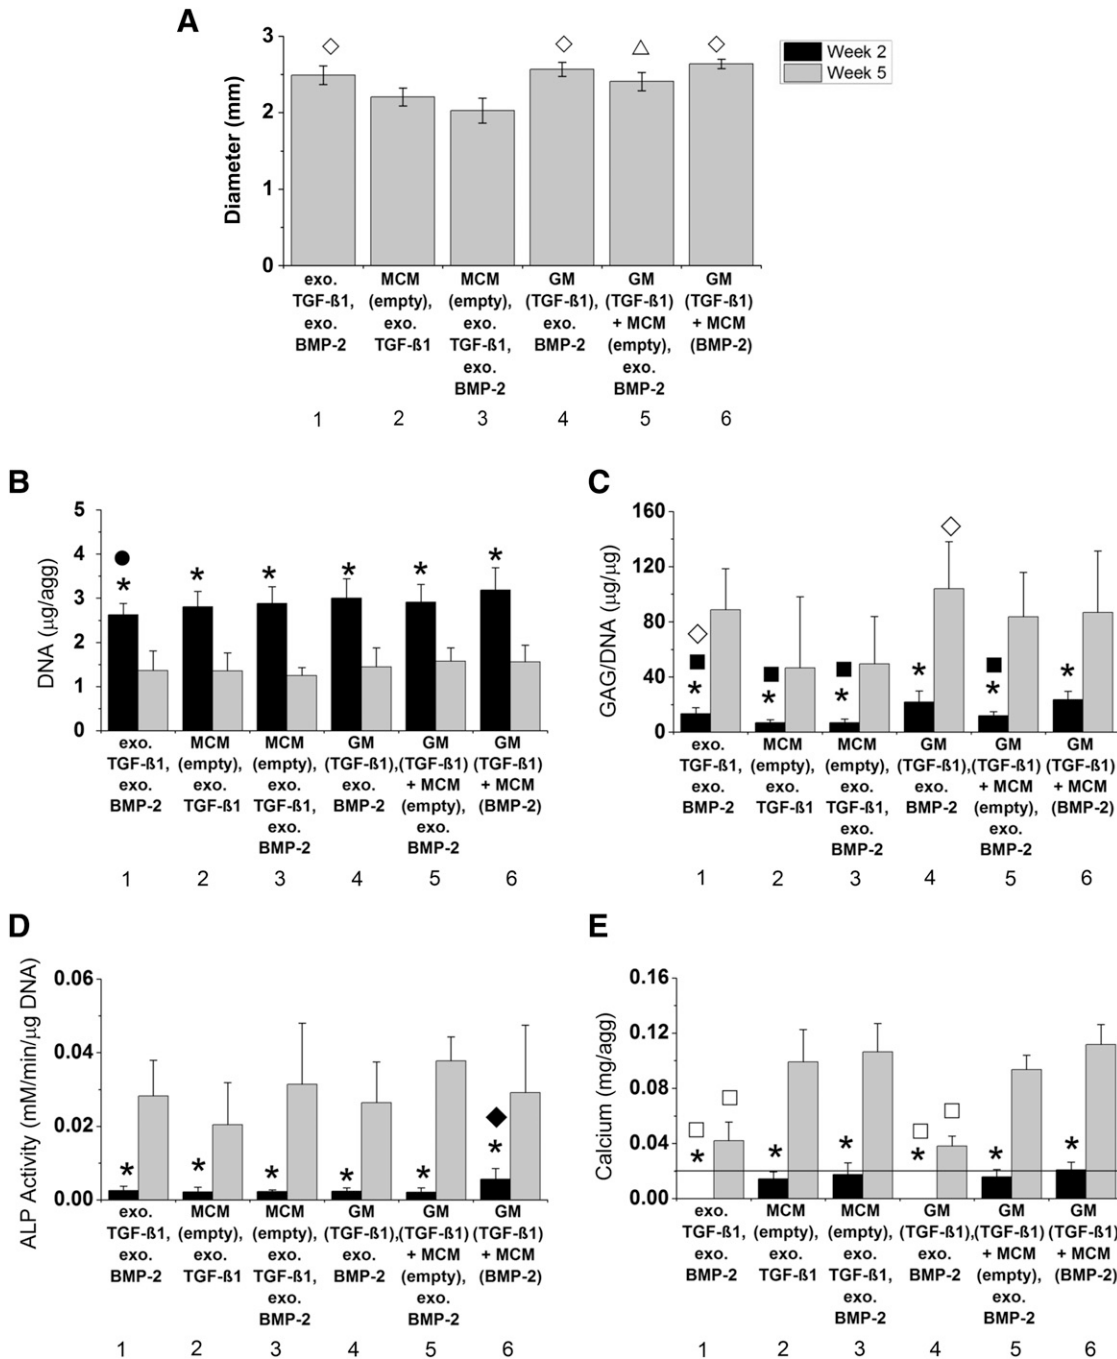 A
3
2
1
0
Diameter (mm)
Week 2
Week 5
exo. MCM MCM GM GM GM
TGF-ß1, (empty), (empty), (TGF-ß1), (TGF-ß1) (TGF-ß1)
exo. exo. exo. exo. + MCM + MCM
BMP-2 TGF-ß1 TGF-ß1, BMP-2 (empty), (BMP-2)
exo. exo.
BMP-2 BMP-2
1 2 3 4 5 6
B
5
4
3
2
1
0
DNA (µg/agg)
* * * * * *
exo. MCM MCM GM GM GM
TGF-ß1, (empty), (empty), (TGF-ß1), (TGF-ß1) (TGF-ß1)
exo. exo. exo. exo. + MCM + MCM
BMP-2 TGF-ß1 TGF-ß1, BMP-2 (empty), (BMP-2)
exo. exo.
BMP-2 BMP-2
1 2 3 4 5 6
C
160
120
80
40
0
GAG/DNA (µg/µg)
* * * * * *
exo. MCM MCM GM GM GM
TGF-ß1, (empty), (empty), (TGF-ß1), (TGF-ß1) (TGF-ß1)
exo. exo. exo. exo. + MCM + MCM
BMP-2 TGF-ß1 TGF-ß1, BMP-2 (empty), (BMP-2)
exo. exo.
BMP-2 BMP-2
1 2 3 4 5 6
D
0.06
0.04
0.02
0.00
ALP Activity (mM/min/µg DNA)
* * * * * *
exo. MCM MCM GM GM GM
TGF-ß1, (empty), (empty), (TGF-ß1), (TGF-ß1) (TGF-ß1)
exo. exo. exo. exo. + MCM + MCM
BMP-2 TGF-ß1 TGF-ß1, BMP-2 (empty), (BMP-2)
exo. exo.
BMP-2 BMP-2
1 2 3 4 5 6
E
0.16
0.12
0.08
0.04
0.00
Calcium (mg/agg)
* * * * * *
exo. MCM MCM GM GM GM
TGF-ß1, (empty), (empty), (TGF-ß1), (TGF-ß1) (TGF-ß1)
exo. exo. exo. exo. + MCM + MCM
BMP-2 TGF-ß1 TGF-ß1, BMP-2 (empty), (BMP-2)
exo. exo.
BMP-2 BMP-2
1 2 3 4 5 6